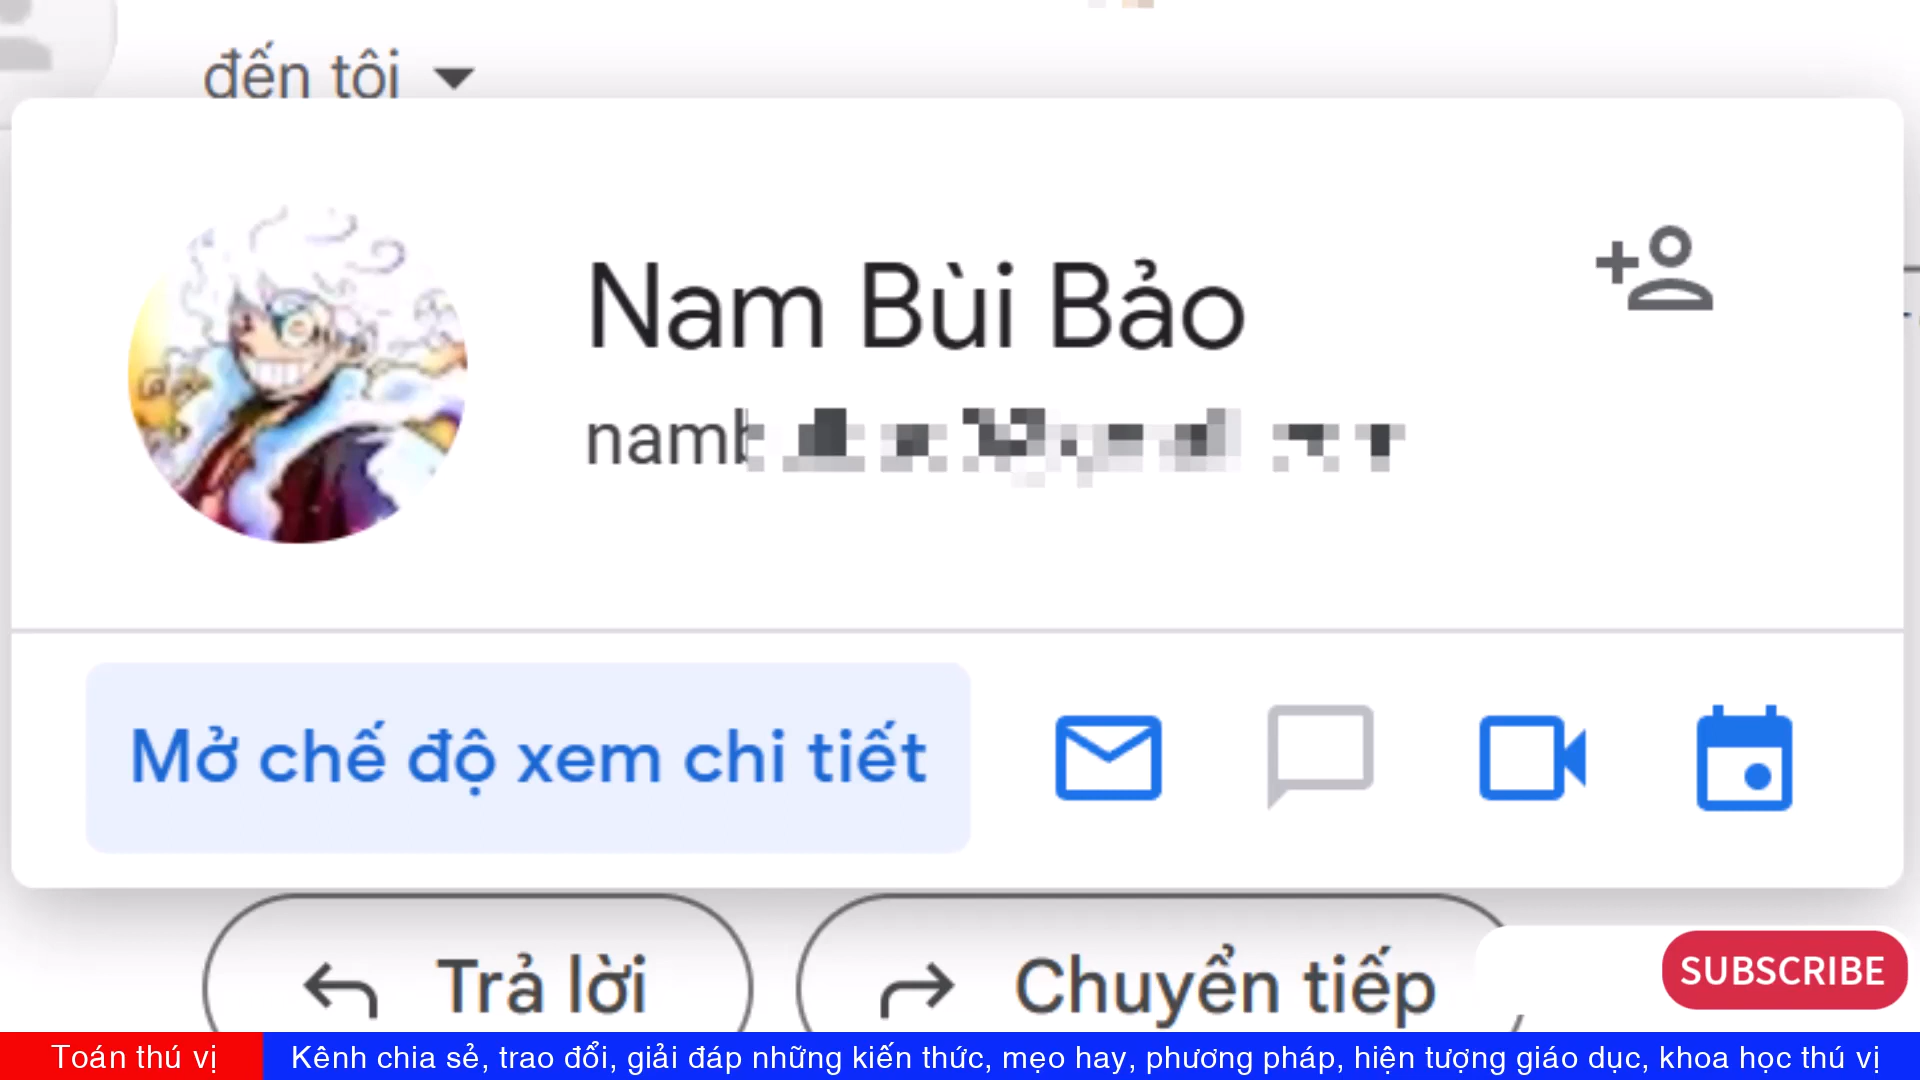 đến tôi
Nam Bùi Bảo
Mở chế độ xem chi tiết
Trả lời
Chuyển tiếp
SUBSCRIBE
Toán thú vị
Kênh chia sẻ, trao đổi, giải đáp những kiến thức, mẹo hay, phương pháp, hiện tượng giáo dục, khoa học thú vị